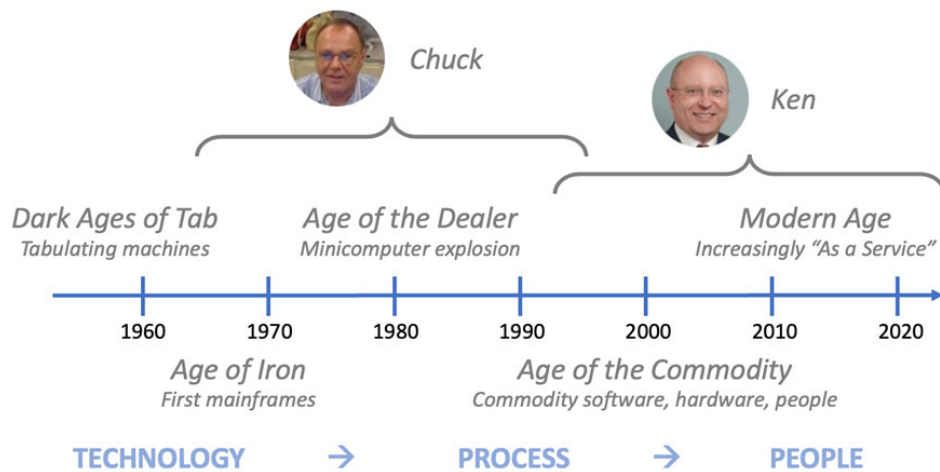 Chuck
Ken
Dark Ages of Tab
Tabulating machines
Age of the Dealer
Minicomputer explosion
Modern Age
Increasingly “As a Service”
1960 1970 1980 1990 2000 2010 2020
Age of Iron
First mainframes
Age of the Commodity
Commodity software, hardware, people
TECHNOLOGY → PROCESS → PEOPLE